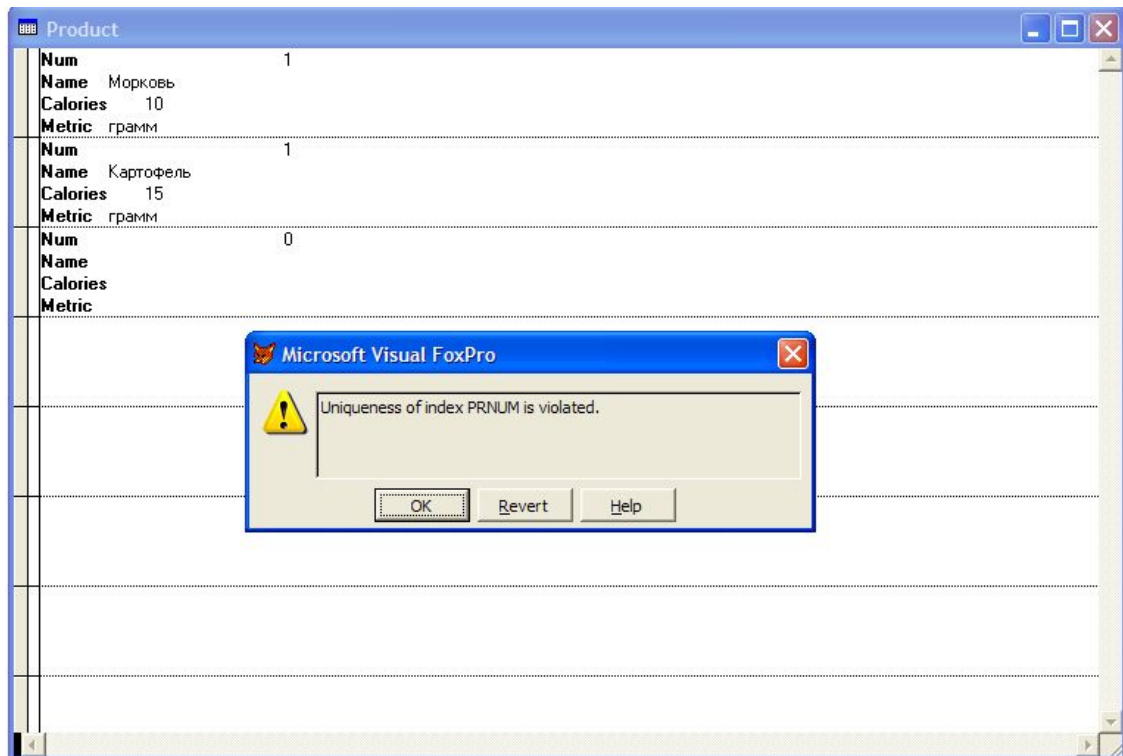 Product
Num 1
Name Морковь
Calories 10
Metric грамм
Num 1
Name Картофель
Calories 15
Metric грамм
Num 0
Name
Calories
Metric
Microsoft Visual FoxPro
Uniqueness of index PRNUM is violated.
OK Revert Help